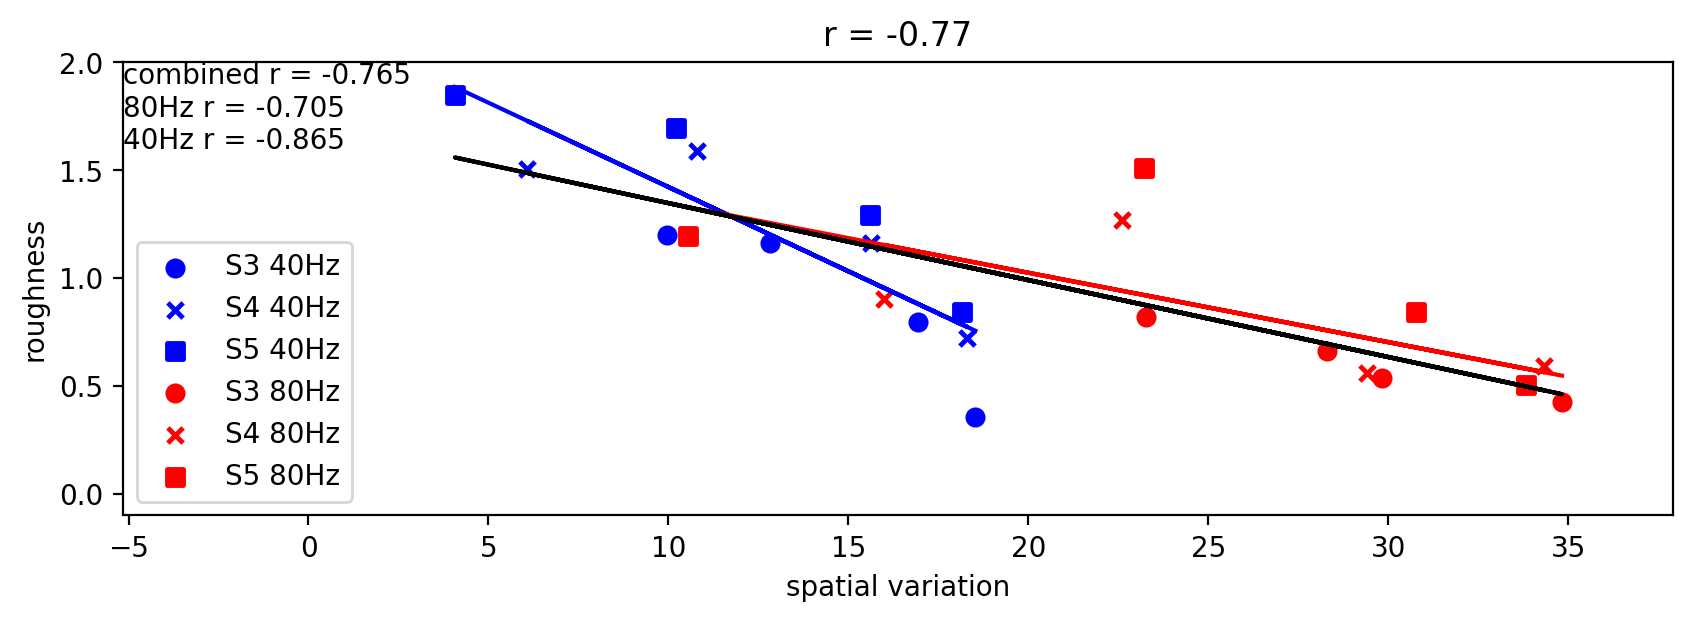 r = -0.77
combined r = -0.765
80Hz r = -0.705
40Hz r = -0.865
2.0
1.5
1.0
0.5
0.0
roughness
S3 40Hz
S4 40Hz
S5 40Hz
S3 80Hz
S4 80Hz
S5 80Hz
−5 0 5 10 15 20 25 30 35
spatial variation